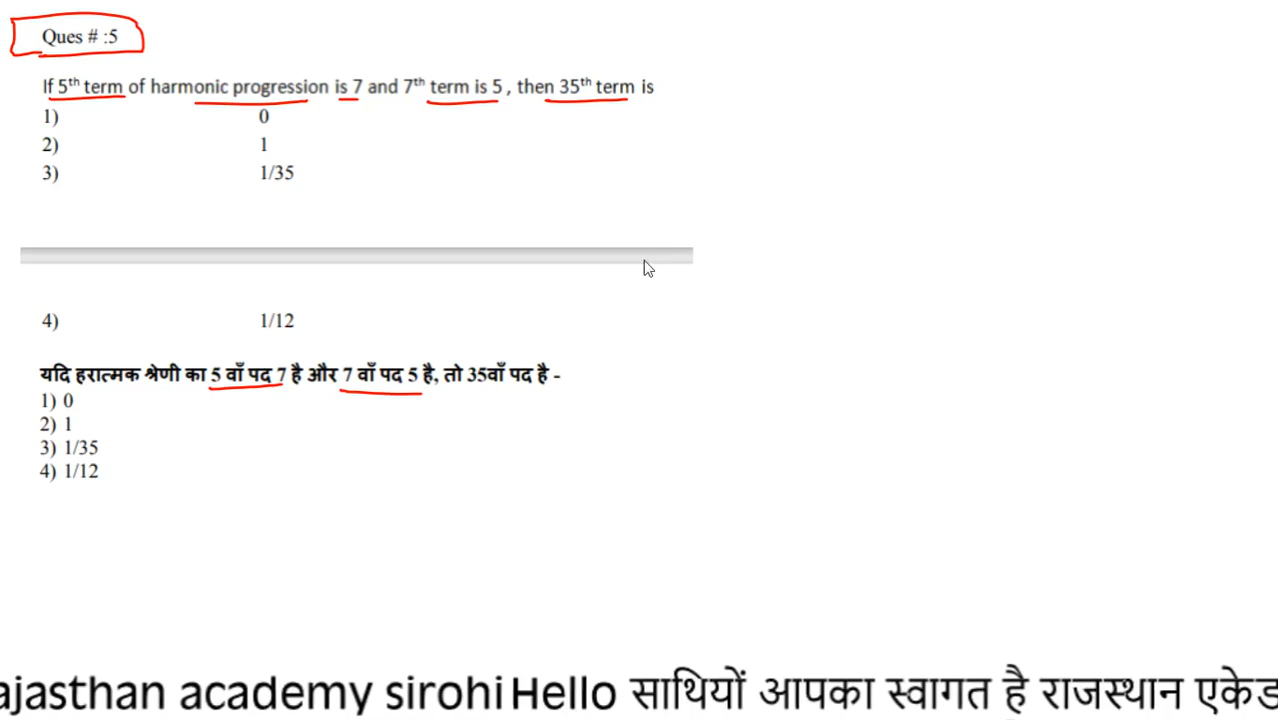 Ques # :5
If 5th term of harmonic progression is 7 and 7th term is 5 , then 35th term is
1) 0
2) 1
3) 1/35
4) 1/12
यदि हरात्मक श्रेणी का 5 वाँ पद 7 है और 7 वाँ पद 5 है, तो 35वाँ पद है -
1) 0
2) 1
3) 1/35
4) 1/12
ajasthan academy sirohi Hello साथियों आपका स्वागत है राजस्थान एकेड